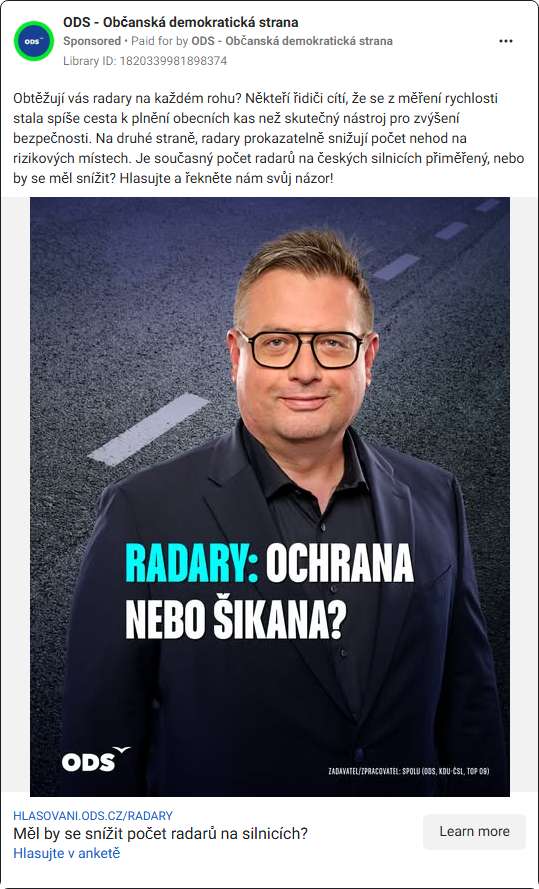 ODS - Občanská demokratická strana
Sponsored • Paid for by ODS - Občanská demokratická strana
Library ID: 1820339981898374
Obtěžují vás radary na každém rohu? Někteří řidiči cítí, že se z měření rychlosti
stala spíše cesta k plnění obecních kas než skutečný nástroj pro zvýšení
bezpečnosti. Na druhé straně, radary prokazatelně snižují počet nehod na
rizikových místech. Je současný počet radarů na českých silnicích přiměřený, nebo
by se měl snížit? Hlasujte a řekněte nám svůj názor!
RADARY: OCHRANA
NEBO ŠIKANA?
ODS
ZADAVATEL/ZPRACOVATEL: SPOLU (ODS, KDU-ČSL, TOP 09)
HLASOVANI.ODS.CZ/RADARY
Měl by se snížit počet radarů na silnicích?
Hlasujte v anketě
Learn more